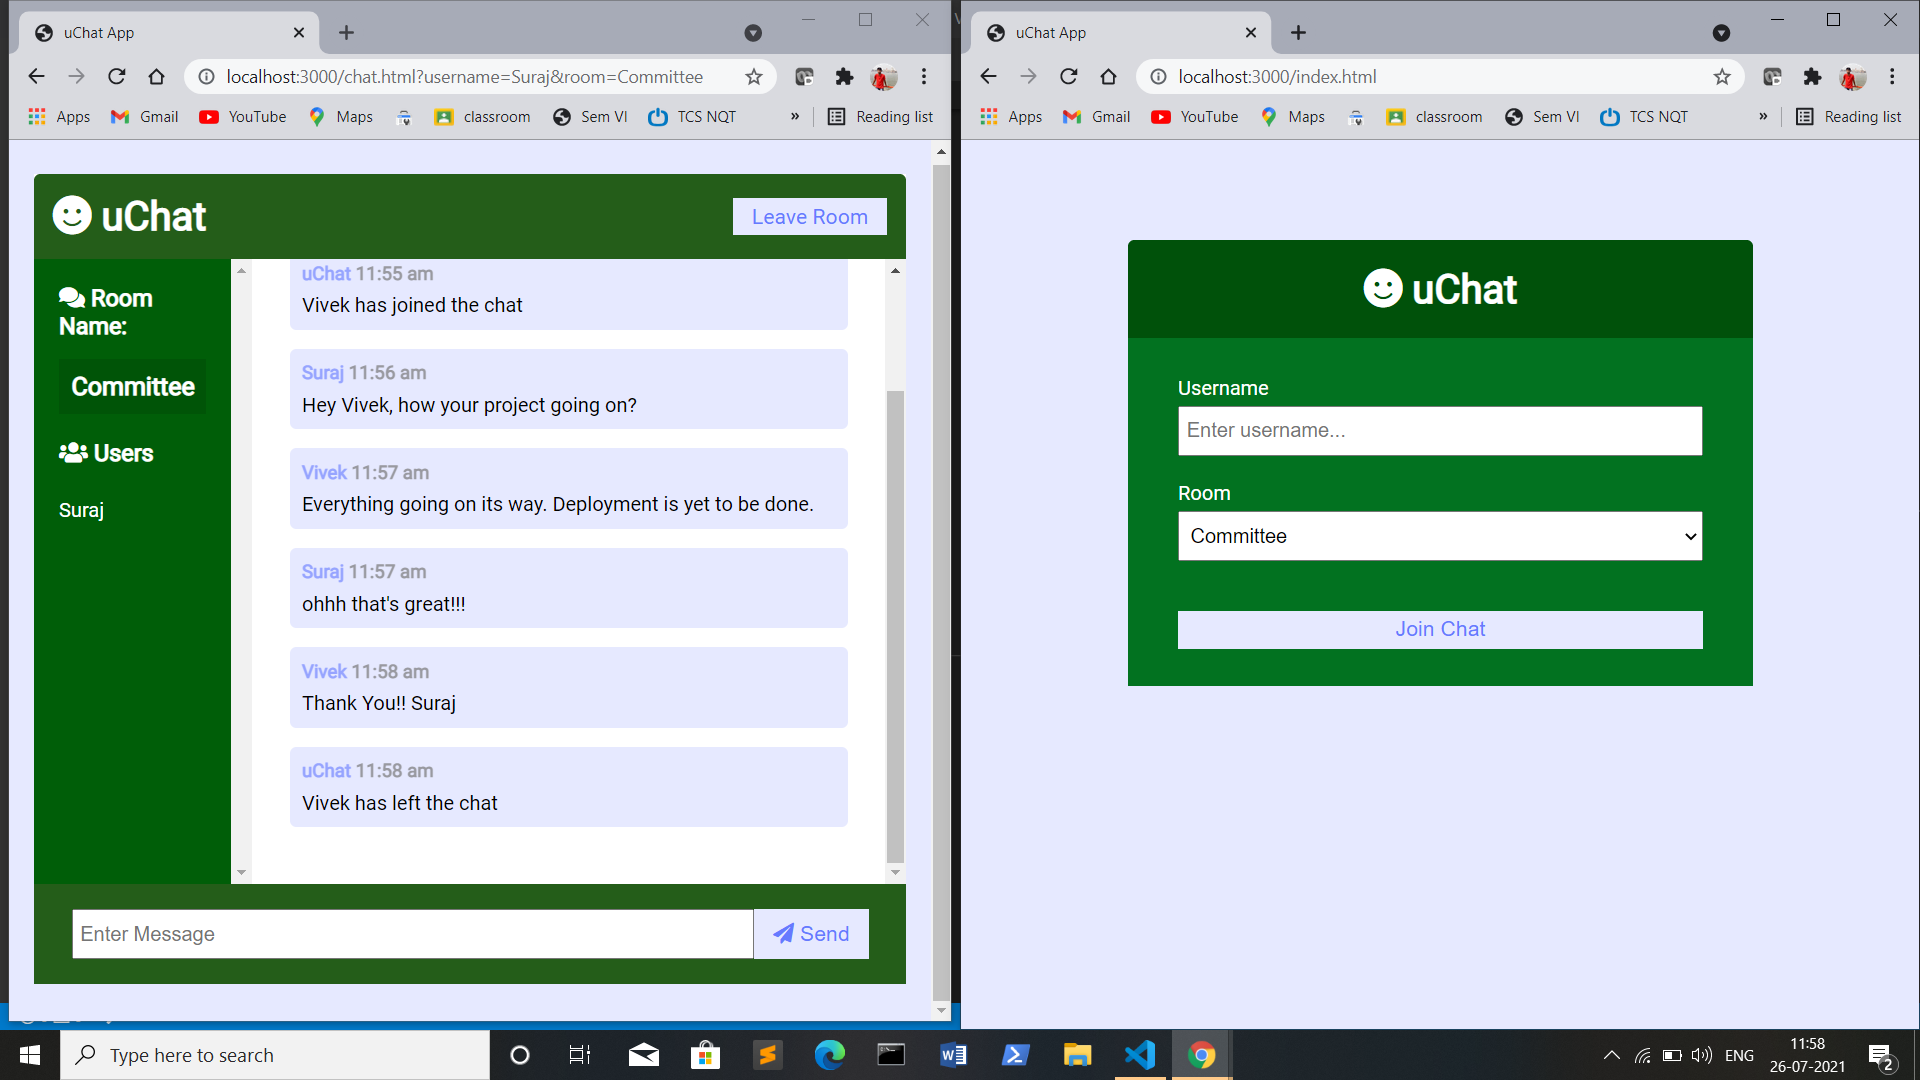 uChat App
localhost:3000/chat.html?username=Suraj&room=Committee
Apps Gmail YouTube Maps classroom Sem VI TCS NQT » Reading list
uChat
Leave Room
Room
Name:
Committee
Users
Suraj
uChat 11:55 am
Vivek has joined the chat
Suraj 11:56 am
Hey Vivek, how your project going on?
Vivek 11:57 am
Everything going on its way. Deployment is yet to be done.
Suraj 11:57 am
ohhh that's great!!!
Vivek 11:58 am
Thank You!! Suraj
uChat 11:58 am
Vivek has left the chat
Enter Message
Send
uChat App
localhost:3000/index.html
Apps Gmail YouTube Maps classroom Sem VI TCS NQT » Reading list
uChat
Username
Enter username...
Room
Committee
Join Chat
Type here to search
ENG
11:58
26-07-2021
2